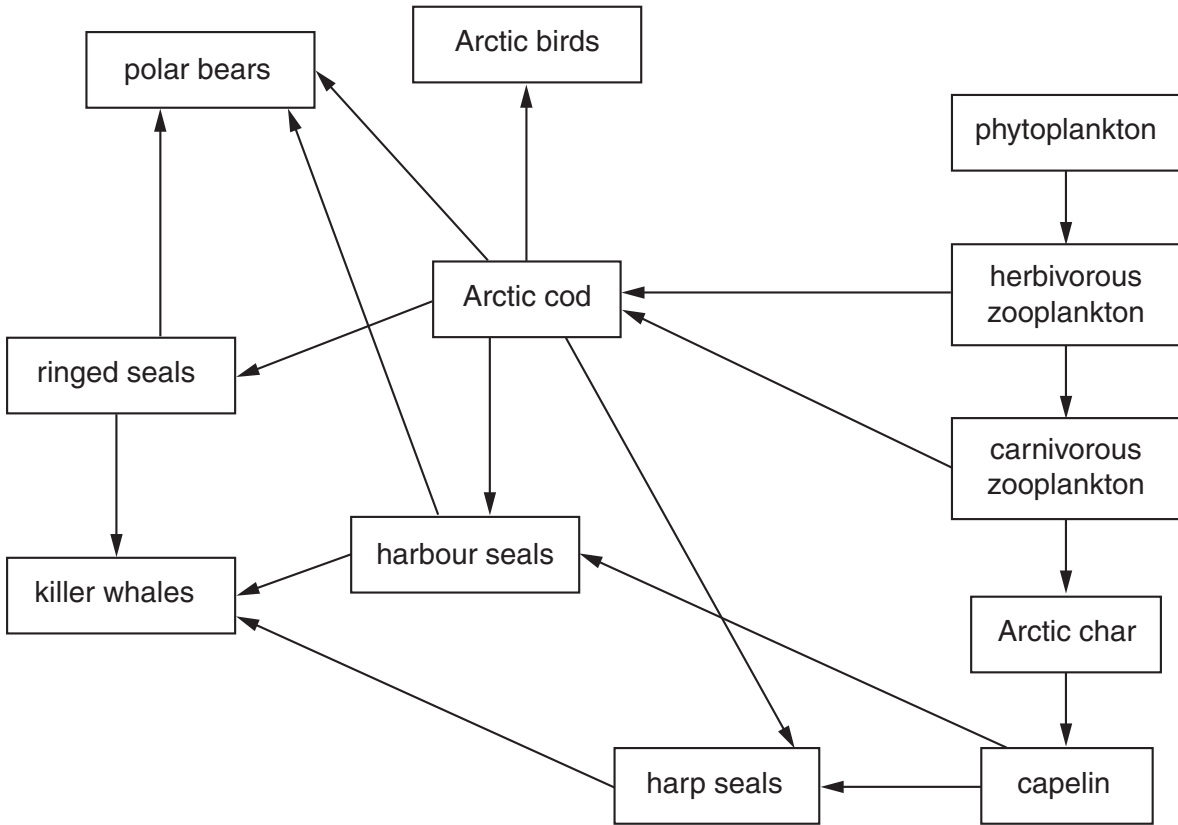 Arctic birds
polar bears
phytoplankton
herbivorous
zooplankton
Arctic cod
ringed seals
carnivorous
zooplankton
harbour seals
killer whales
Arctic char
harp seals
capelin